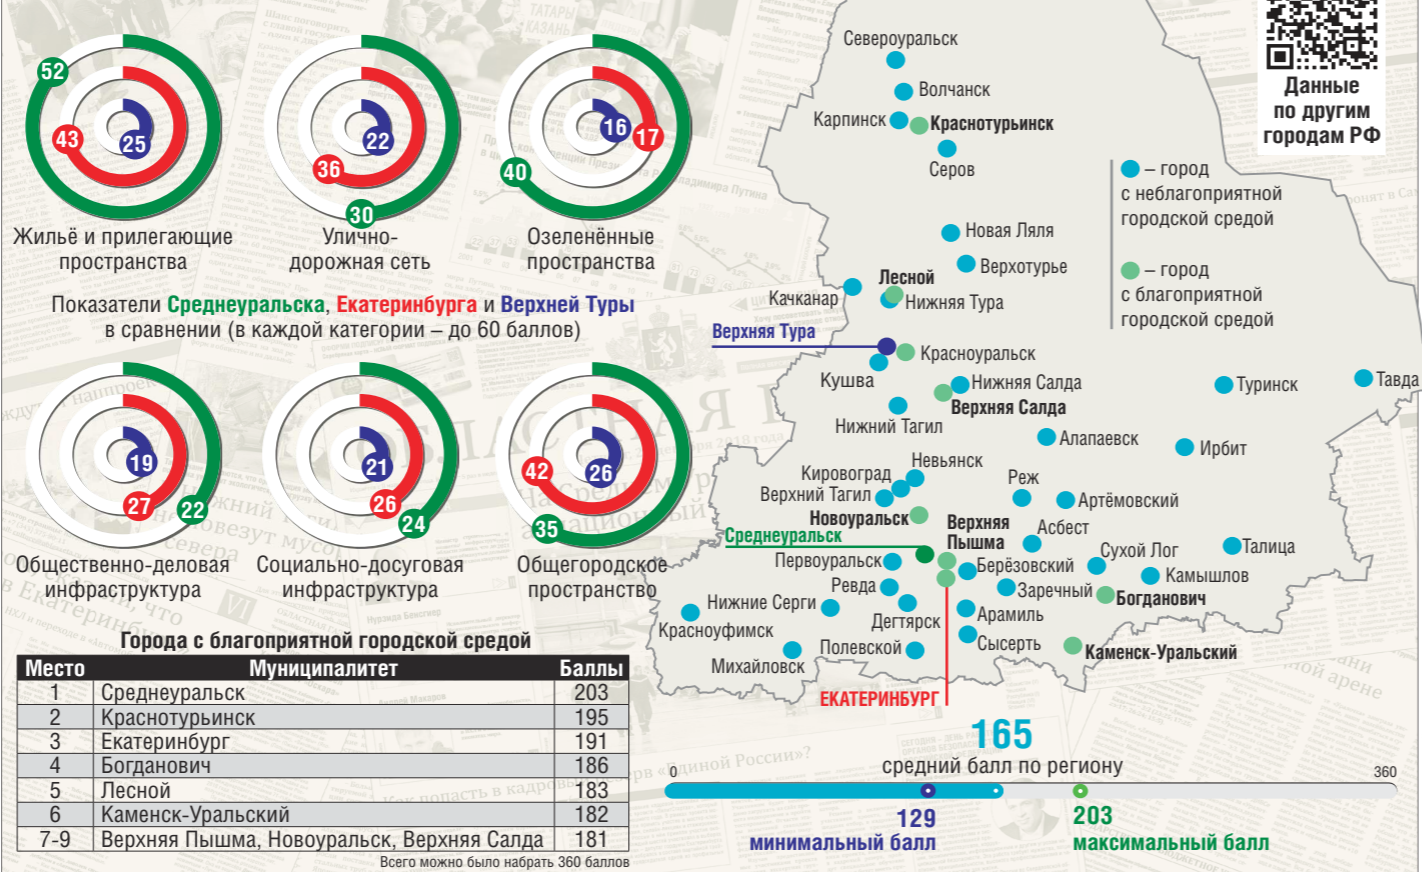 52
43
25
36
22
30
16
17
40
Жильё и прилегающие
пространства
Улично-
дорожная сеть
Озеленённые
пространства
Показатели Среднеуральска, Екатеринбурга и Верхней Туры
в сравнении (в каждой категории – до 60 баллов)
19
27
22
21
26
24
42
26
35
Общественно-деловая
инфраструктура
Социально-досуговая
инфраструктура
Общегородское
пространство
Города с благоприятной городской средой
Место Муниципалитет Баллы
1 Среднеуральск 203
2 Краснотурьинск 195
3 Екатеринбург 191
4 Богданович 186
5 Лесной 183
6 Каменск-Уральский 182
7-9 Верхняя Пышма, Новоуральск, Верхняя Салда 181
Всего можно было набрать 360 баллов
Данные
по другим
городам РФ
– город
с неблагоприятной
городской средой
– город
с благоприятной
городской средой
Североуральск
Волчанск
Карпинск
Краснотурьинск
Серов
Новая Ляля
Верхотурье
Лесной
Качканар
Нижняя Тура
Верхняя Тура
Красноуральск
Кушва
Нижняя Салда
Верхняя Салда
Туринск
Тавда
Нижний Тагил
Алапаевск
Ирбит
Невьянск
Кировоград
Верхний Тагил
Реж
Артёмовский
Новоуральск
Верхняя
Пышма
Асбест
Среднеуральск
Сухой Лог
Талица
Первоуральск
Берёзовский
Камышлов
Ревда
Заречный
Богданович
Нижние Серги
Дегтярск
Арамиль
Красноуфимск
Полевской
Сысерть
Каменск-Уральский
Михайловск
ЕКАТЕРИНБУРГ
165
средний балл по региону
0
360
129
минимальный балл
203
максимальный балл